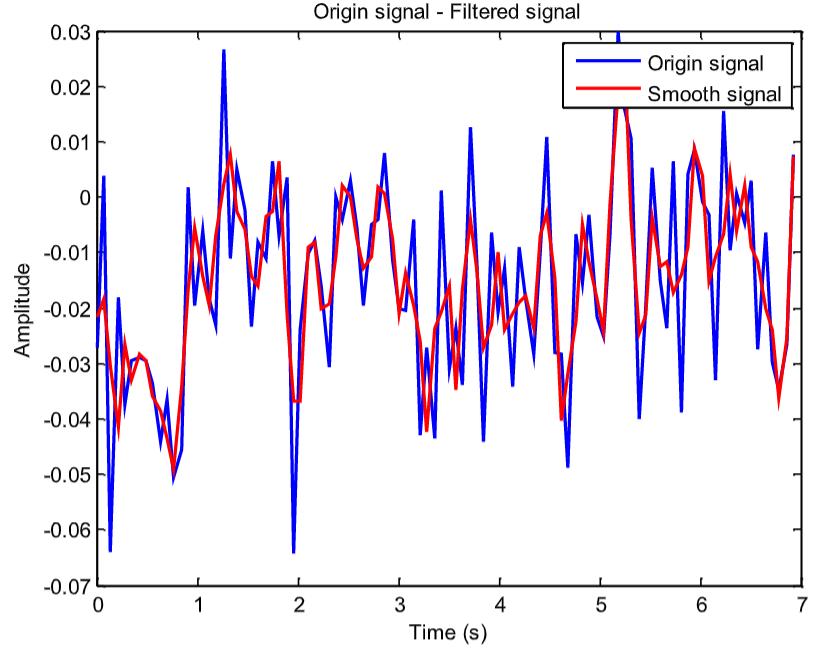 Origin signal - Filtered signal
0.03
0.02
0.01
0
-0.01
-0.02
-0.03
-0.04
-0.05
-0.06
-0.07
Amplitude
Origin signal
Smooth signal
0 1 2 3 4 5 6 7
Time (s)